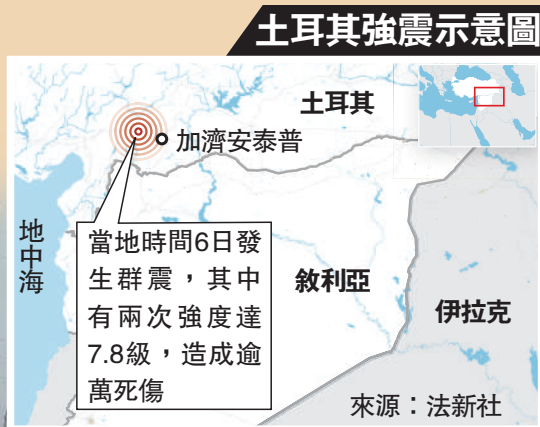 土耳其強震示意圖
土耳其
加濟安泰普
地中海
當地時間6日發
生群震，其中
有兩次強度達
7.8級，造成逾
萬死傷
敘利亞
伊拉克
來源：法新社